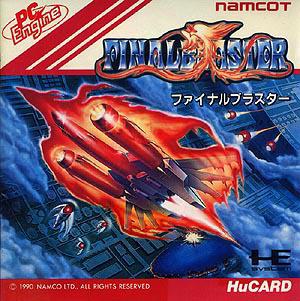 PC
Engine
namcot
FINAL BLASTER
ファイナルブラスター
© 1990 NAMCO LTD., ALL RIGHTS RESERVED
HE
SYSTEM
HuCARD